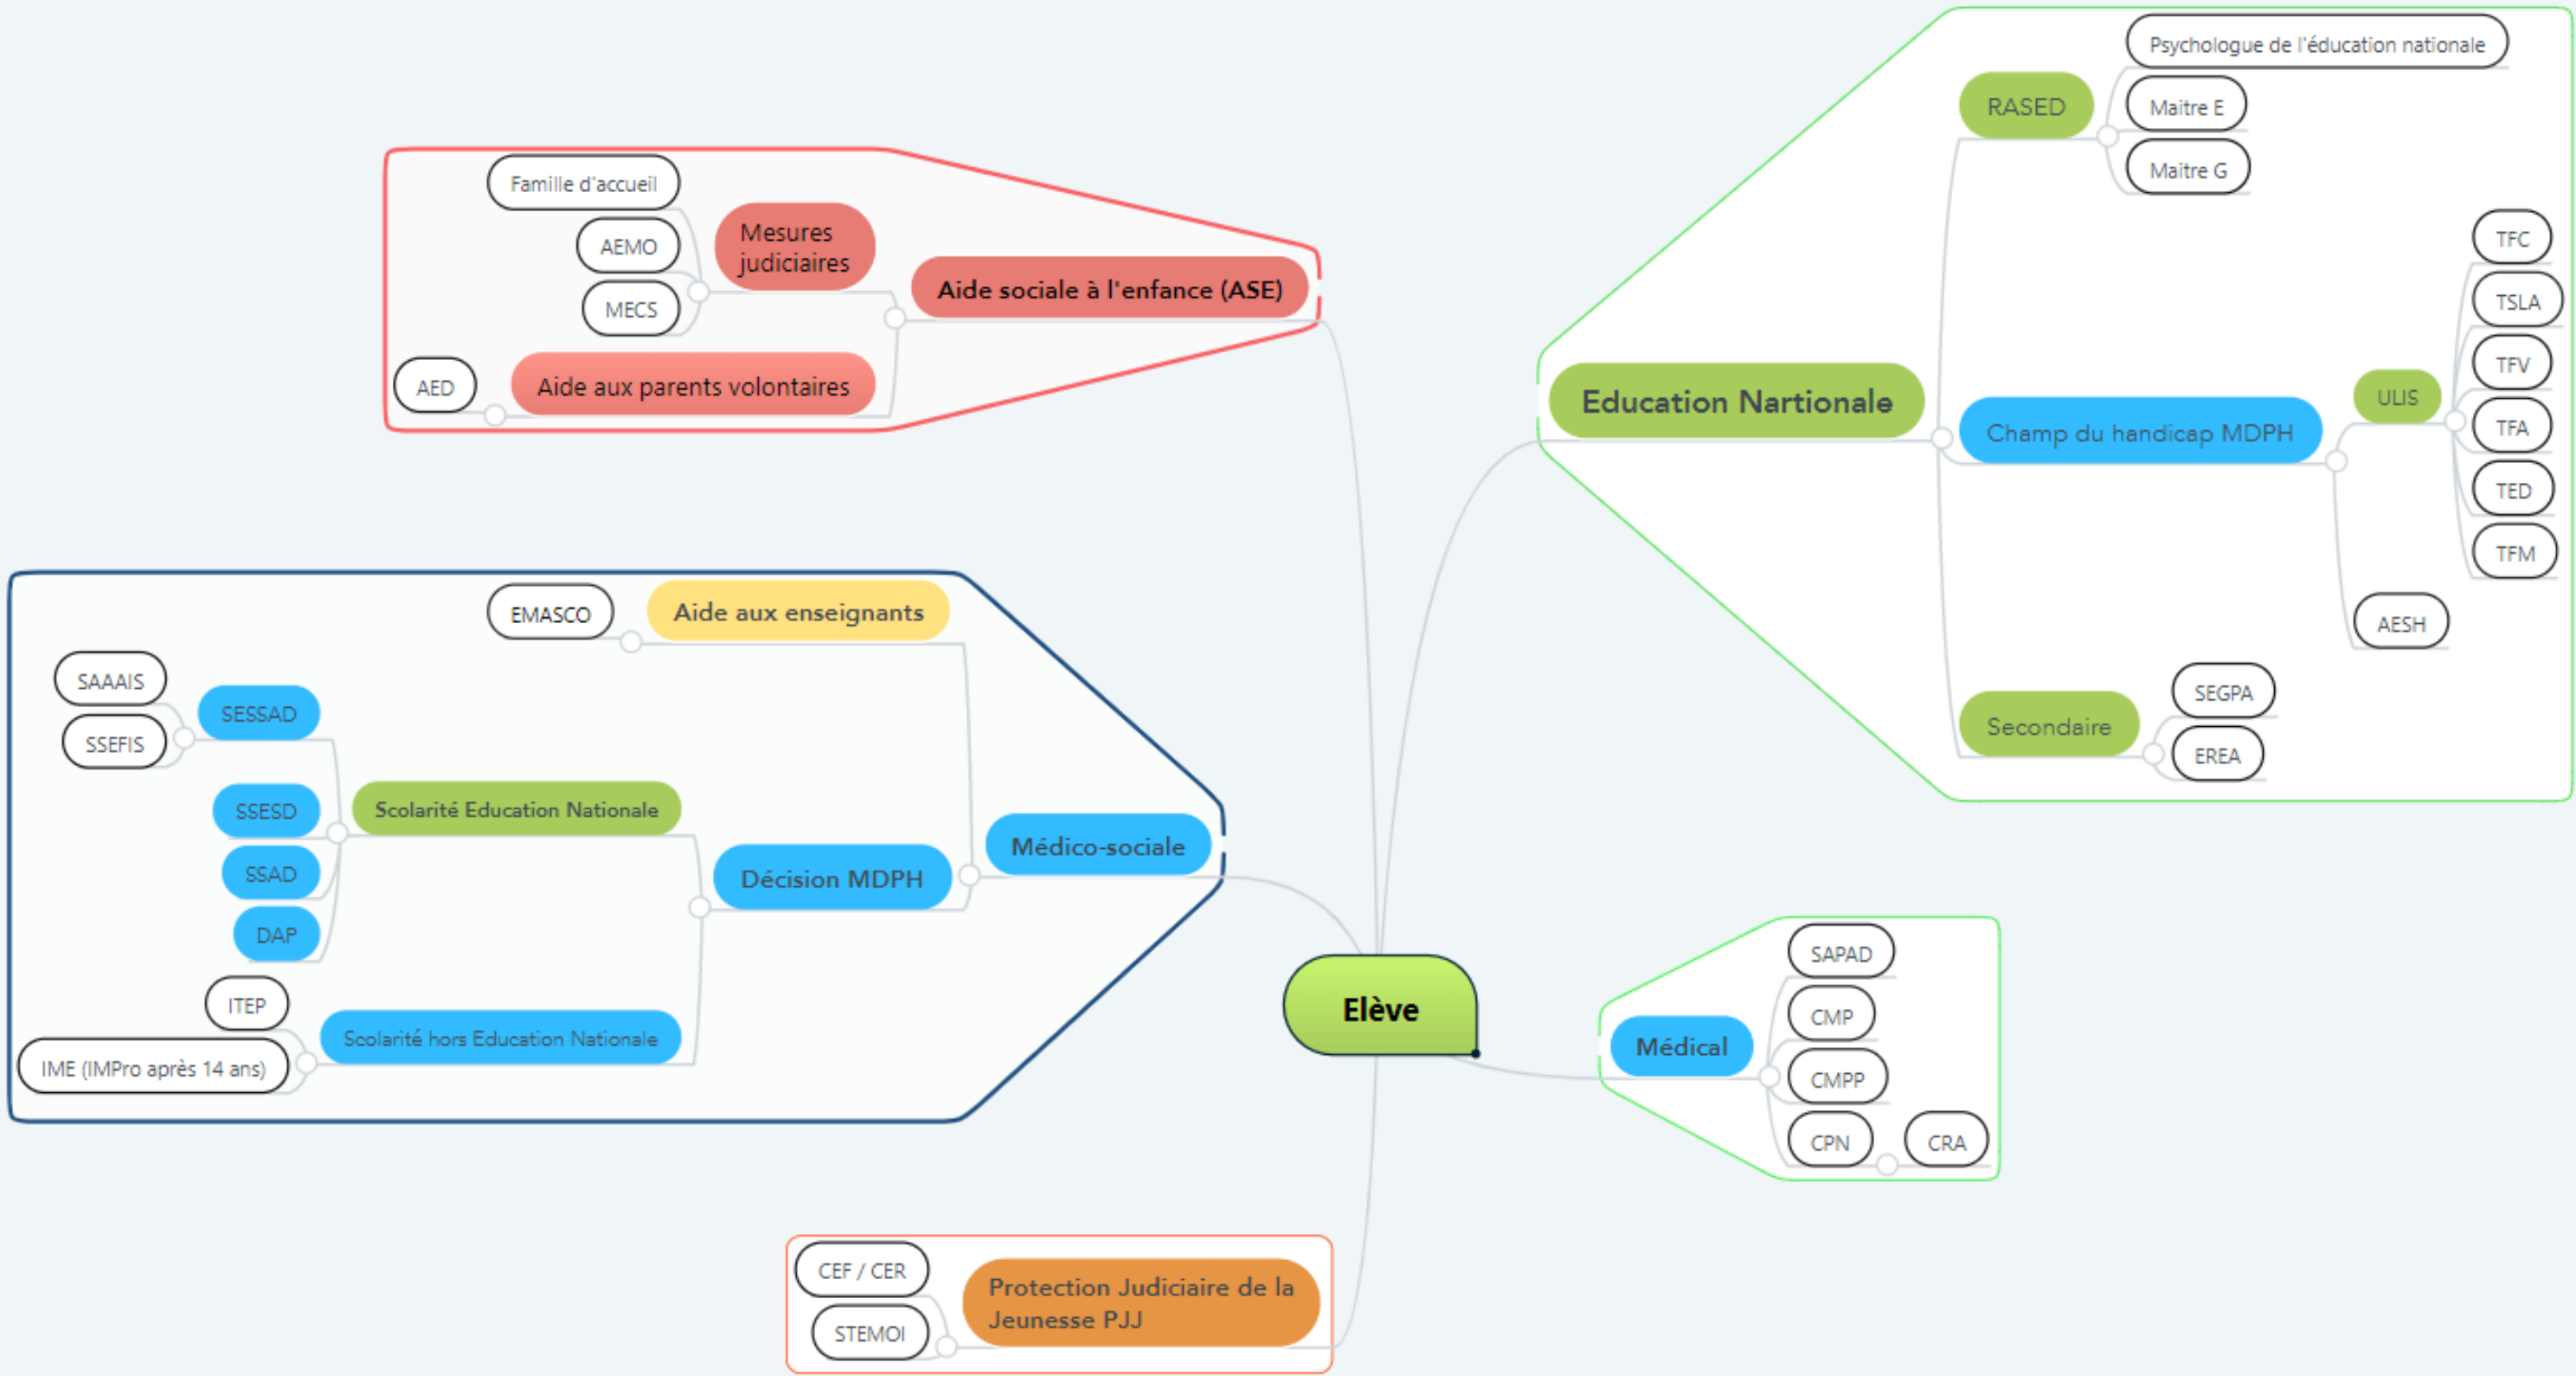 Elève
Aide sociale à l'enfance (ASE)
Mesures
judiciaires
Famille d'accueil
AEMO
MECS
Aide aux parents volontaires
AED
Médico-sociale
Aide aux enseignants
EMASCO
Décision MDPH
Scolarité Education Nationale
SESSAD
SAAAIS
SSEFIS
SSESD
SSAD
DAP
Scolarité hors Education Nationale
ITEP
IME (IMPro après 14 ans)
Protection Judiciaire de la
Jeunesse PJJ
CEF / CER
STEMOI
Education Nartionale
RASED
Psychologue de l'éducation nationale
Maitre E
Maitre G
Champ du handicap MDPH
ULIS
TFC
TSLA
TFV
TFA
TED
TFM
AESH
Secondaire
SEGPA
EREA
Médical
SAPAD
CMP
CMPP
CPN
CRA